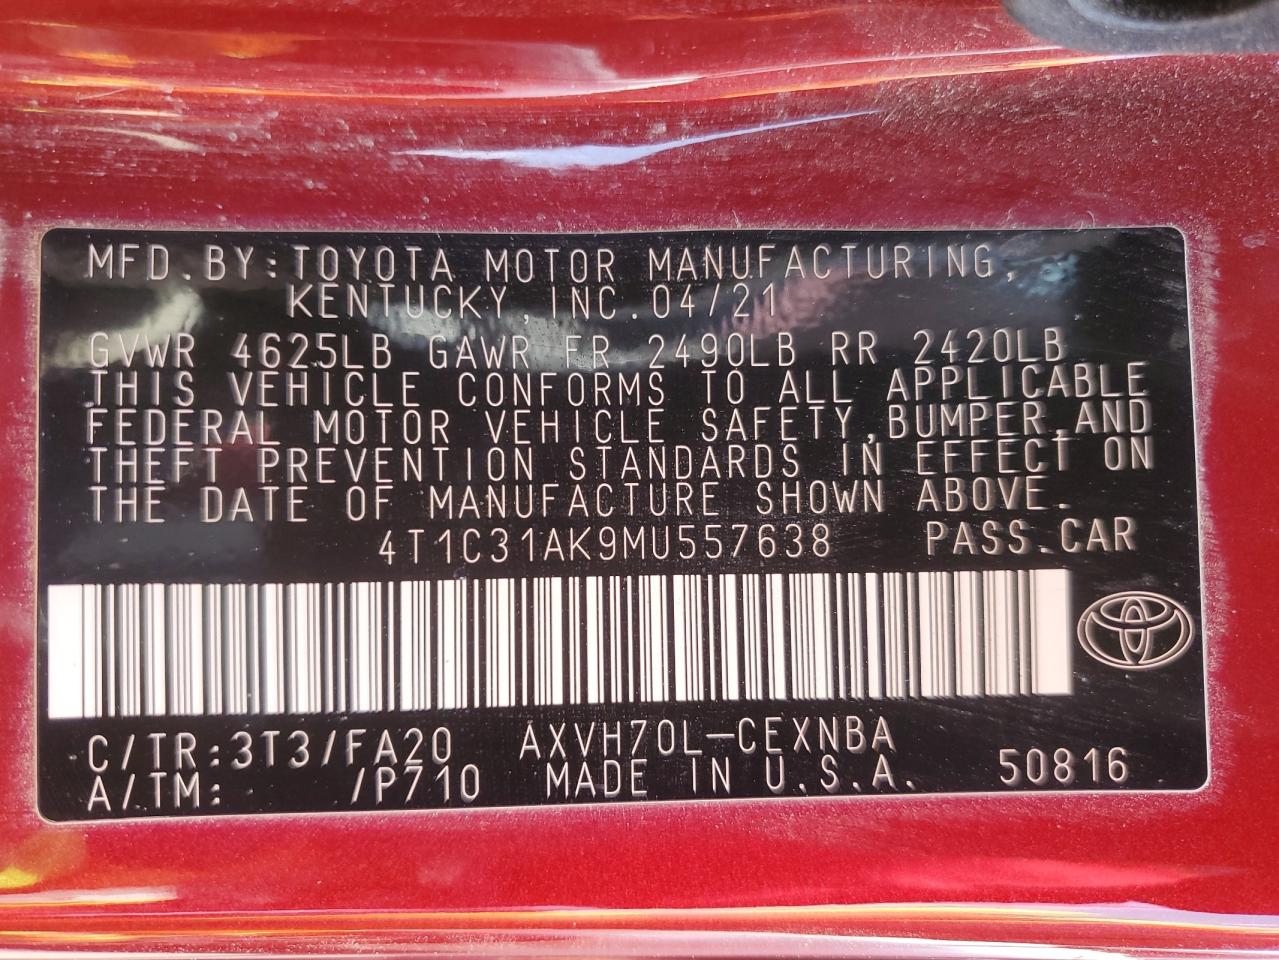 MFD.BY:TOYOTA MOTOR MANUFACTURING,
KENTUCKY,INC.04/21
GVWR 4625LB GAWR FR 2490LB RR 2420LB
THIS VEHICLE CONFORMS TO ALL APPLICABLE
FEDERAL MOTOR VEHICLE SAFETY,BUMPER,AND
THEFT PREVENTION STANDARDS IN EFFECT ON
THE DATE OF MANUFACTURE SHOWN ABOVE.
4T1C31AK9MU557638 PASS.CAR
C/TR:3T3/FA20 AXVH70L-CEXNBA
A/TM: /P710 MADE IN U.S.A. 50816